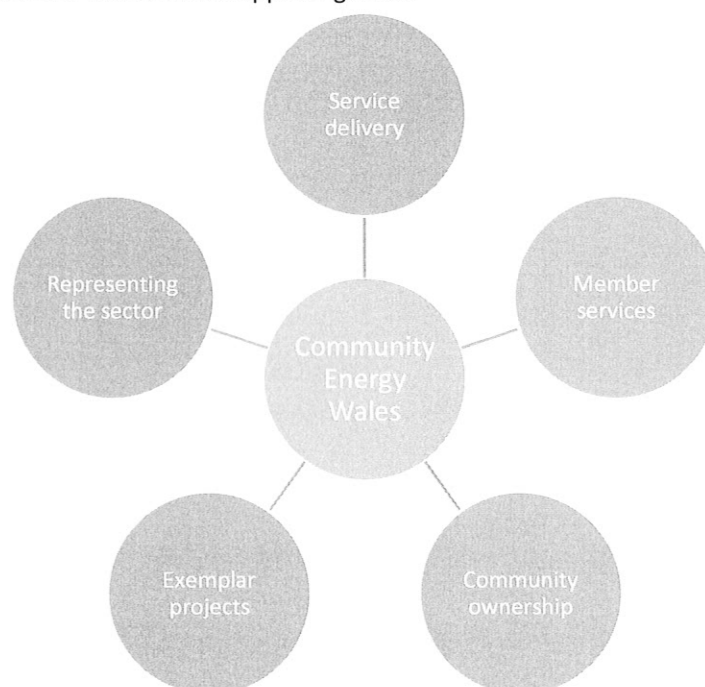 Service
delivery
Representing
the sector
Member
services
Community
Energy
Wales
Exemplar
projects
Community
ownership